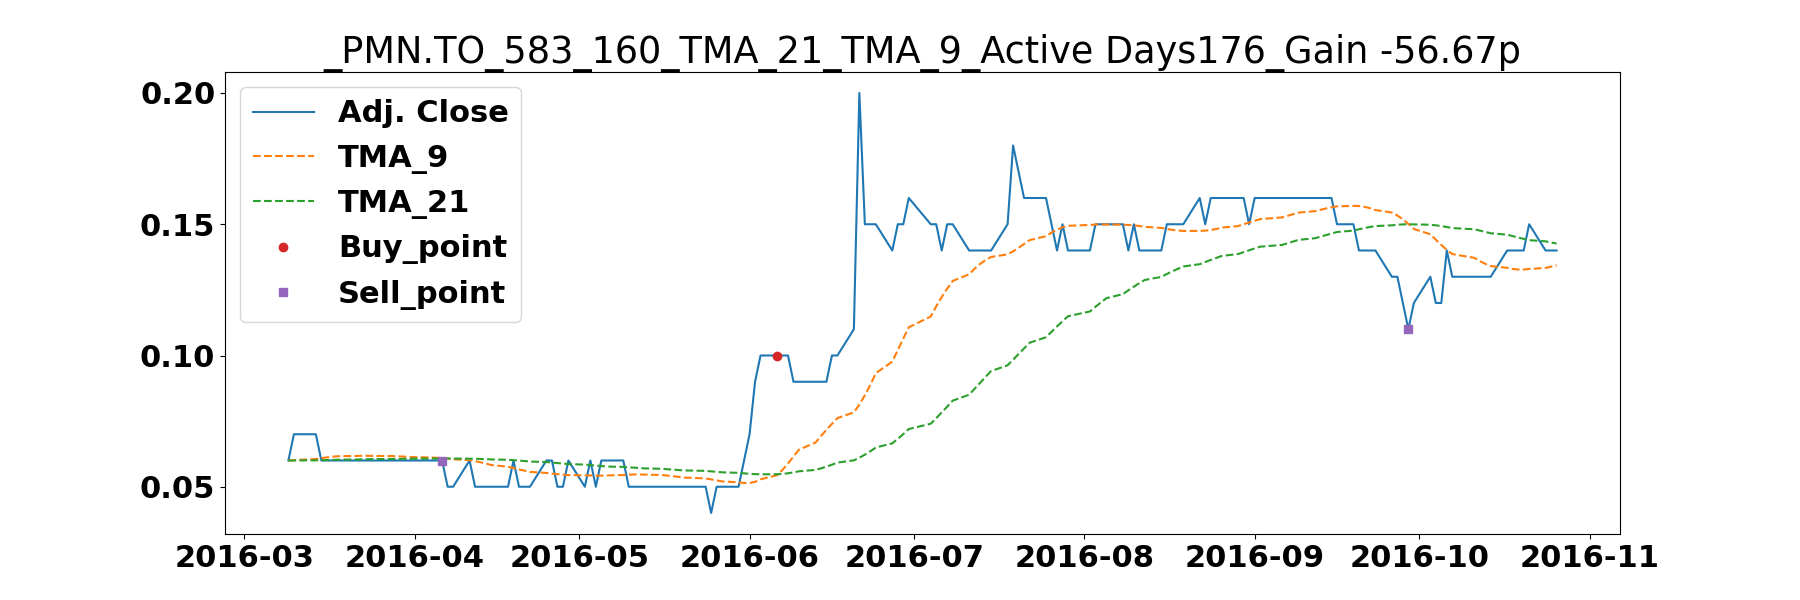 _PMN.TO_583_160_TMA_21_TMA_9_Active Days176_Gain -56.67p
0.20
0.15
0.10
0.05
Adj. Close
TMA_9
TMA_21
Buy_point
Sell_point
2016-03 2016-04 2016-05 2016-06 2016-07 2016-08 2016-09 2016-10 2016-11